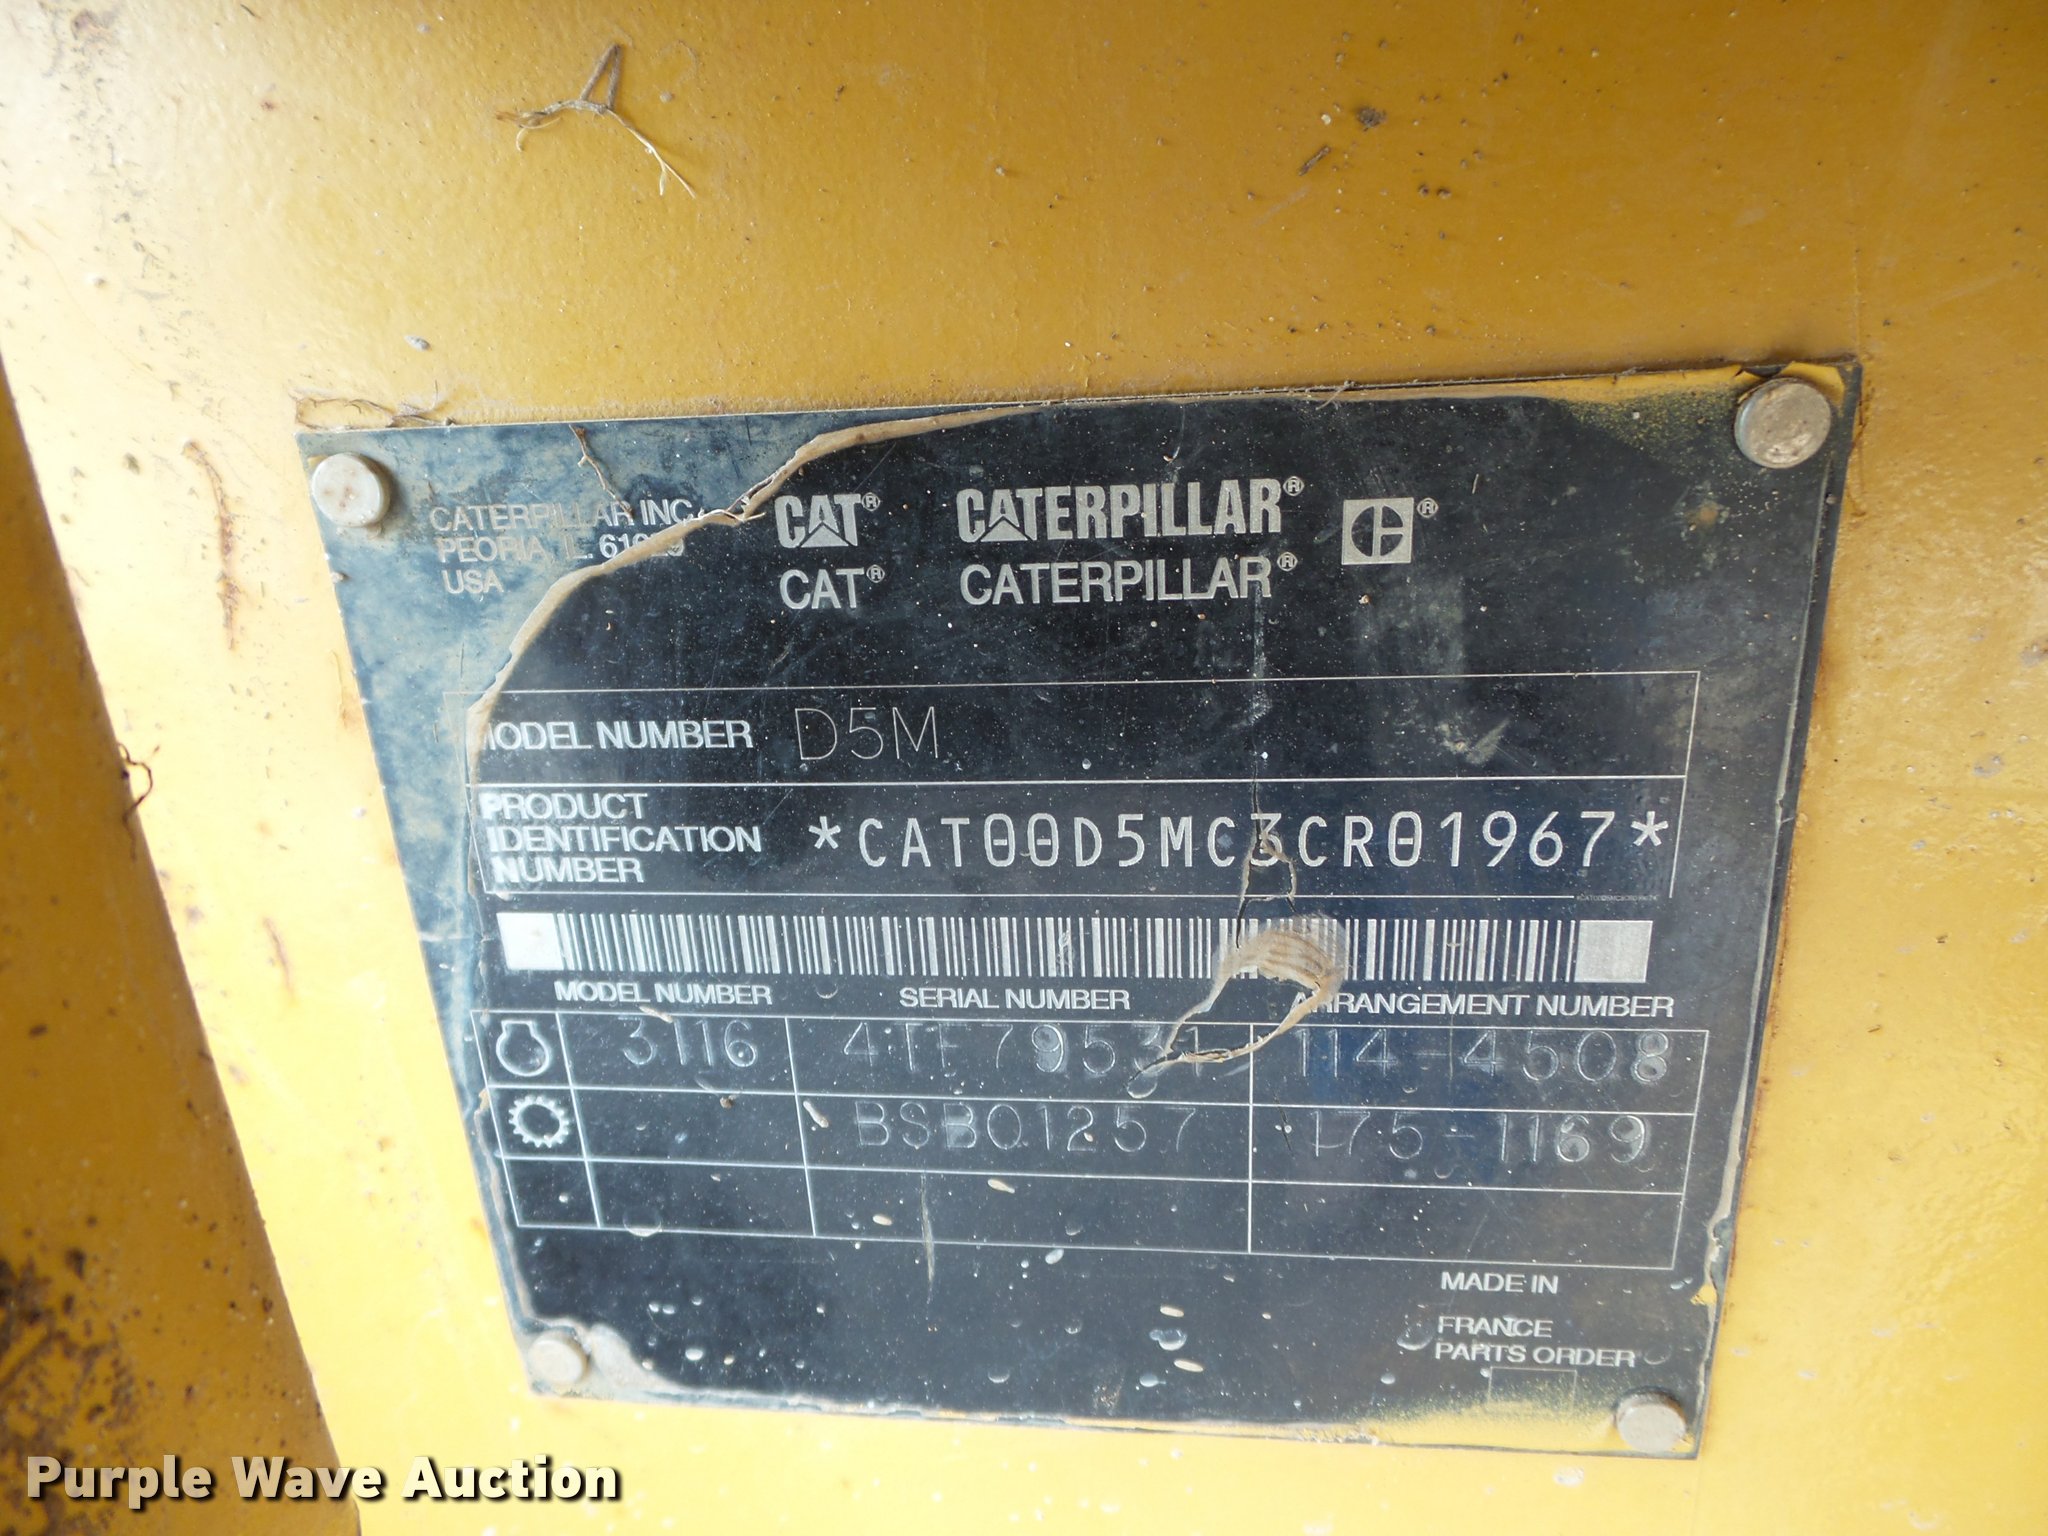 CATERPILLAR INC.
PEORIA, IL. 61629
USA
CAT® CATERPILLAR® C®
CAT® CATERPILLAR®
MODEL NUMBER D5M
PRODUCT
IDENTIFICATION
NUMBER
*CAT00D5MC3CR01967*
MODEL NUMBER SERIAL NUMBER ARRANGEMENT NUMBER
3116 4TF79531 114-4508
BSB01257 175-1169
MADE IN
FRANCE
PARTS ORDER
Purple Wave Auction